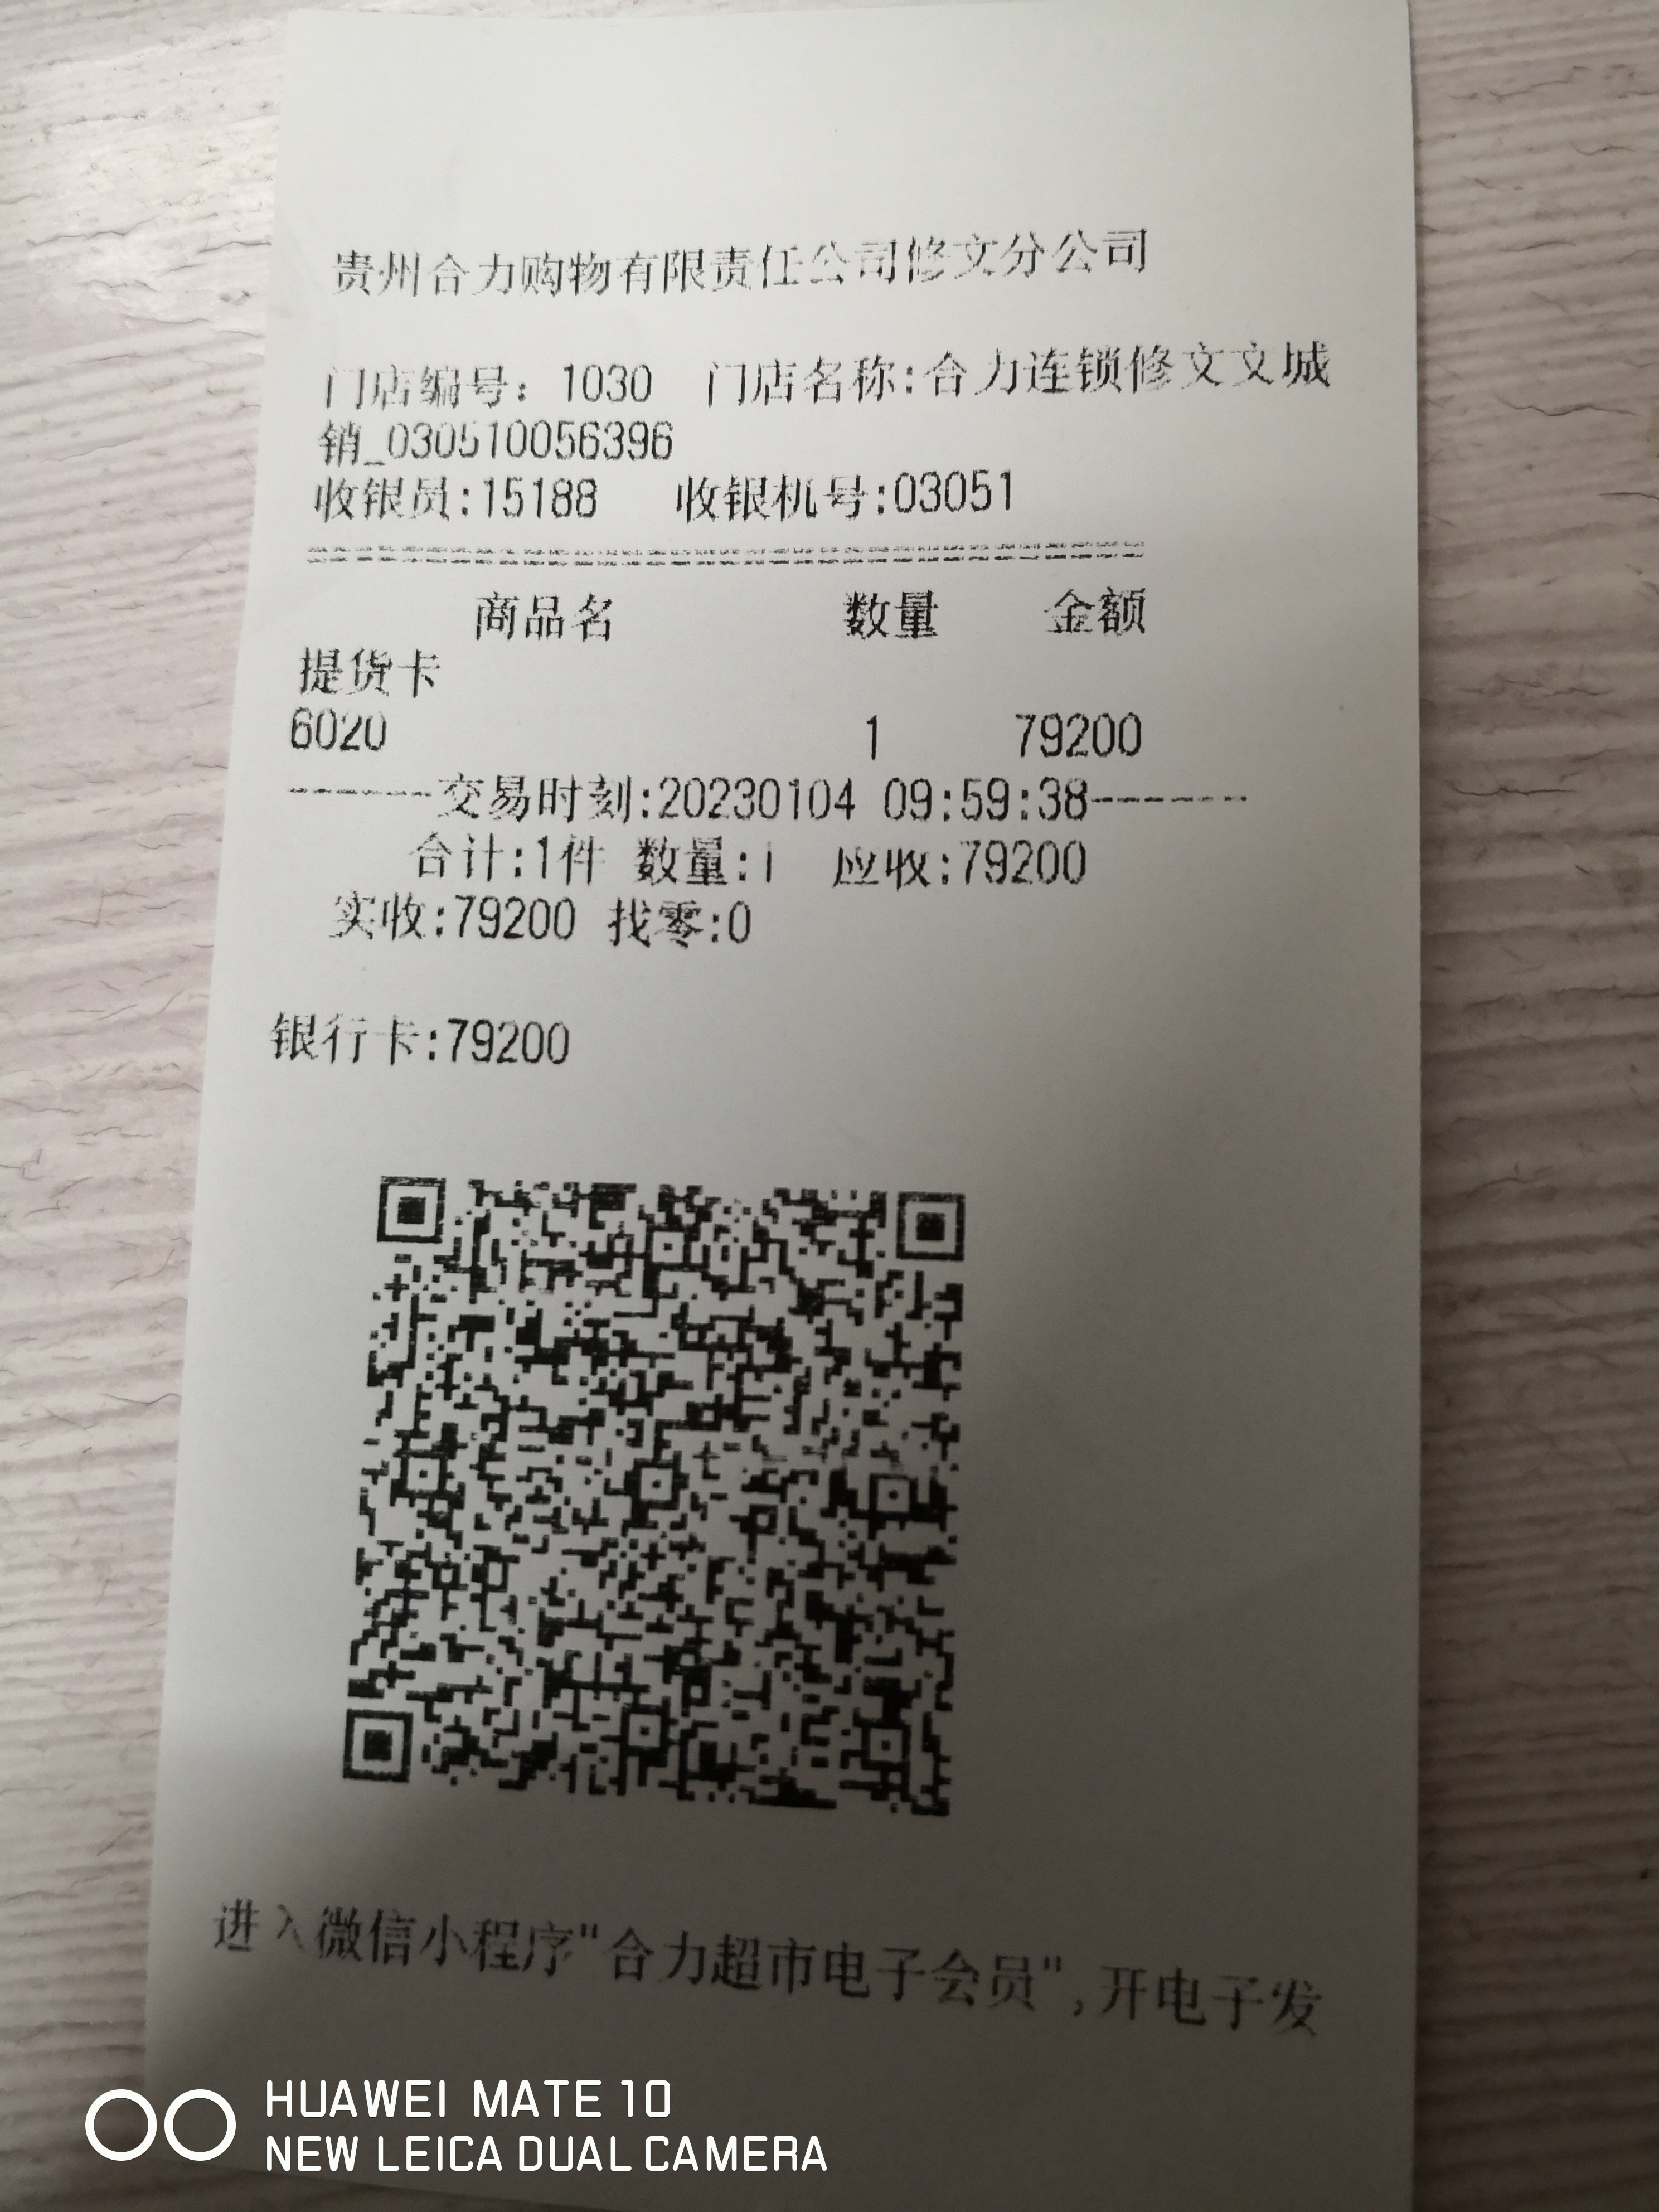 贵州合力购物有限责任公司修文分公司
门店编号：1030 门店名称:合力连锁修文文城
销_030510056396
收银员:15188 收银机号:03051
商品名 数量 金额
提货卡
6020 1 79200
-------交易时刻:20230104 09:59:38-------
合计:1件 数量:1 应收:79200
实收:79200 找零:0
银行卡:79200
进入微信小程序"合力超市电子会员",开电子发
HUAWEI MATE 10
NEW LEICA DUAL CAMERA